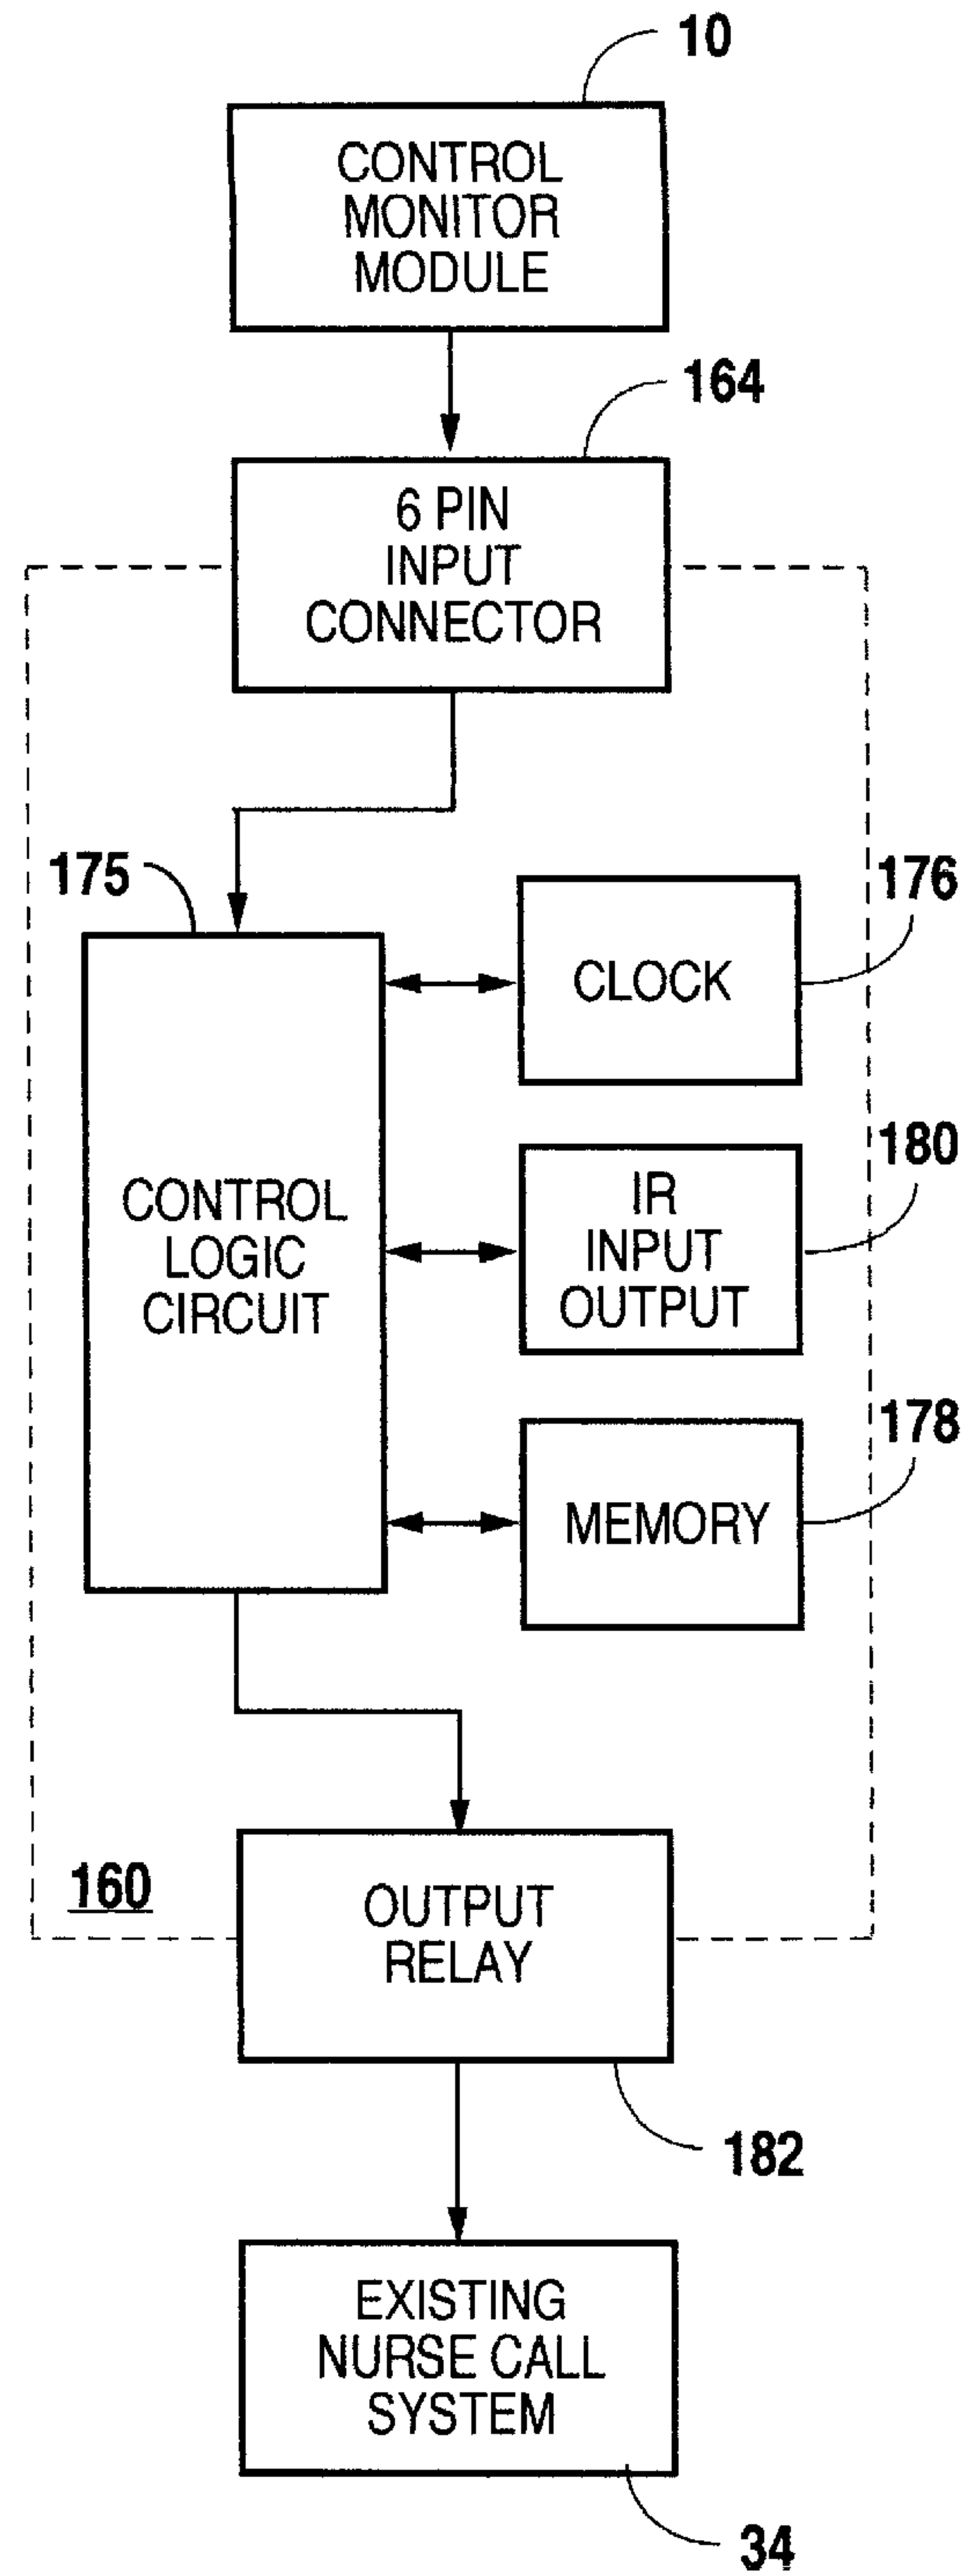 10
CONTROL
MONITOR
MODULE
164
6 PIN
INPUT
CONNECTOR
175
176
CLOCK
180
CONTROL
LOGIC
CIRCUIT
IR
INPUT
OUTPUT
178
MEMORY
160
OUTPUT
RELAY
182
EXISTING
NURSE CALL
SYSTEM
34